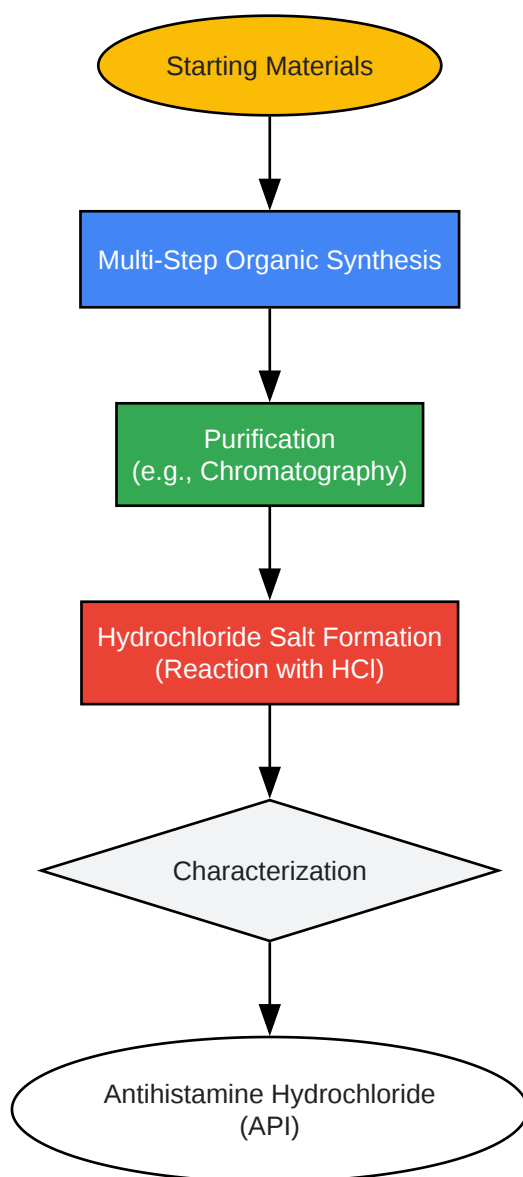 Starting Materials
Multi-Step Organic Synthesis
Purification
(e.g., Chromatography)
Hydrochloride Salt Formation
(Reaction with HCl)
Characterization
Antihistamine Hydrochloride
(API)